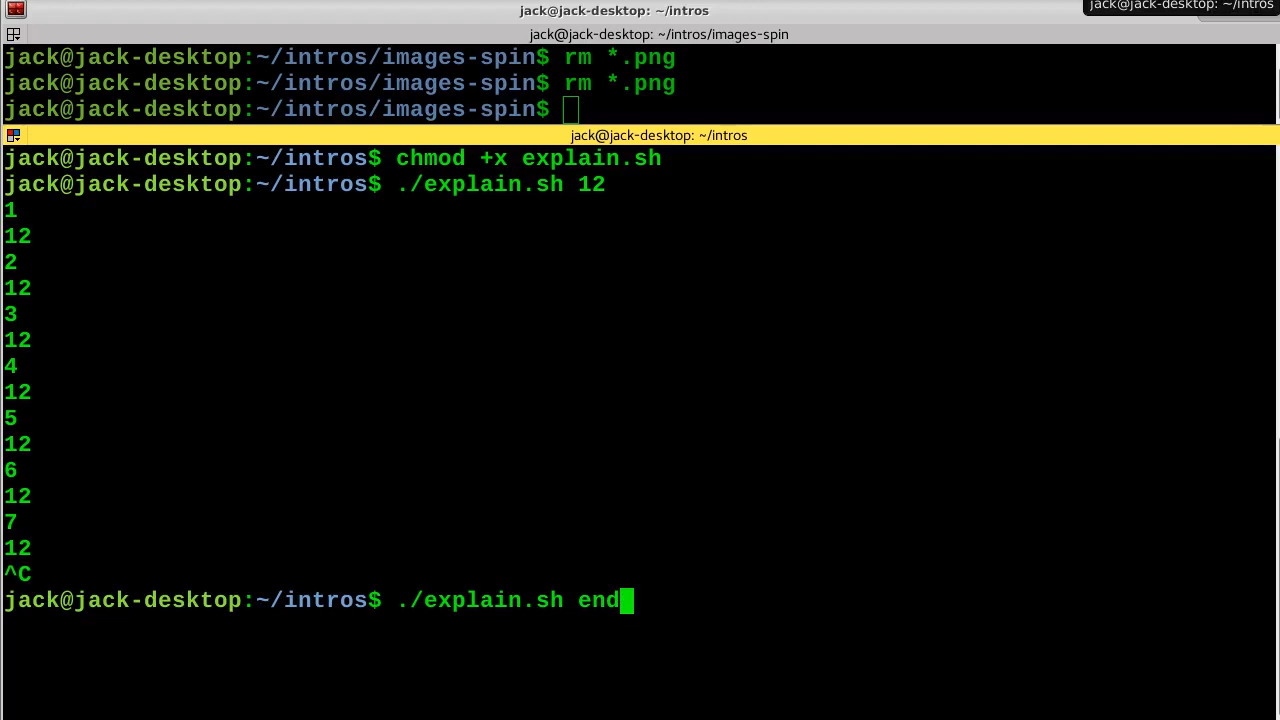 jack@jack-desktop: ~/intros
jack@jack-desktop: ~/intros
jack@jack-desktop: ~/intros/images-spin
jack@jack-desktop:~/intros/images-spin$ rm *.png
jack@jack-desktop:~/intros/images-spin$ rm *.png
jack@jack-desktop:~/intros/images-spin$
jack@jack-desktop: ~/intros
jack@jack-desktop:~/intros$ chmod +x explain.sh
jack@jack-desktop:~/intros$ ./explain.sh 12
1
12
2
12
3
12
4
12
5
12
6
12
7
12
^C
jack@jack-desktop:~/intros$ ./explain.sh end